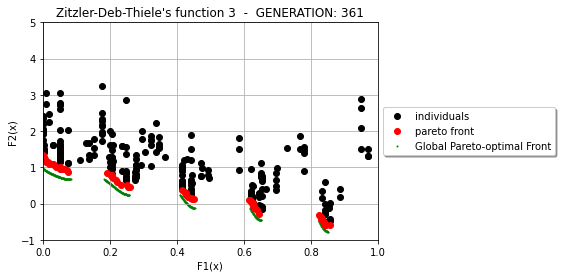 Zitzler-Deb-Thiele's function 3 - GENERATION: 361
5
4
3
2
1
0
−1
F2(x)
0.0 0.2 0.4 0.6 0.8 1.0
F1(x)
individuals
pareto front
Global Pareto-optimal Front